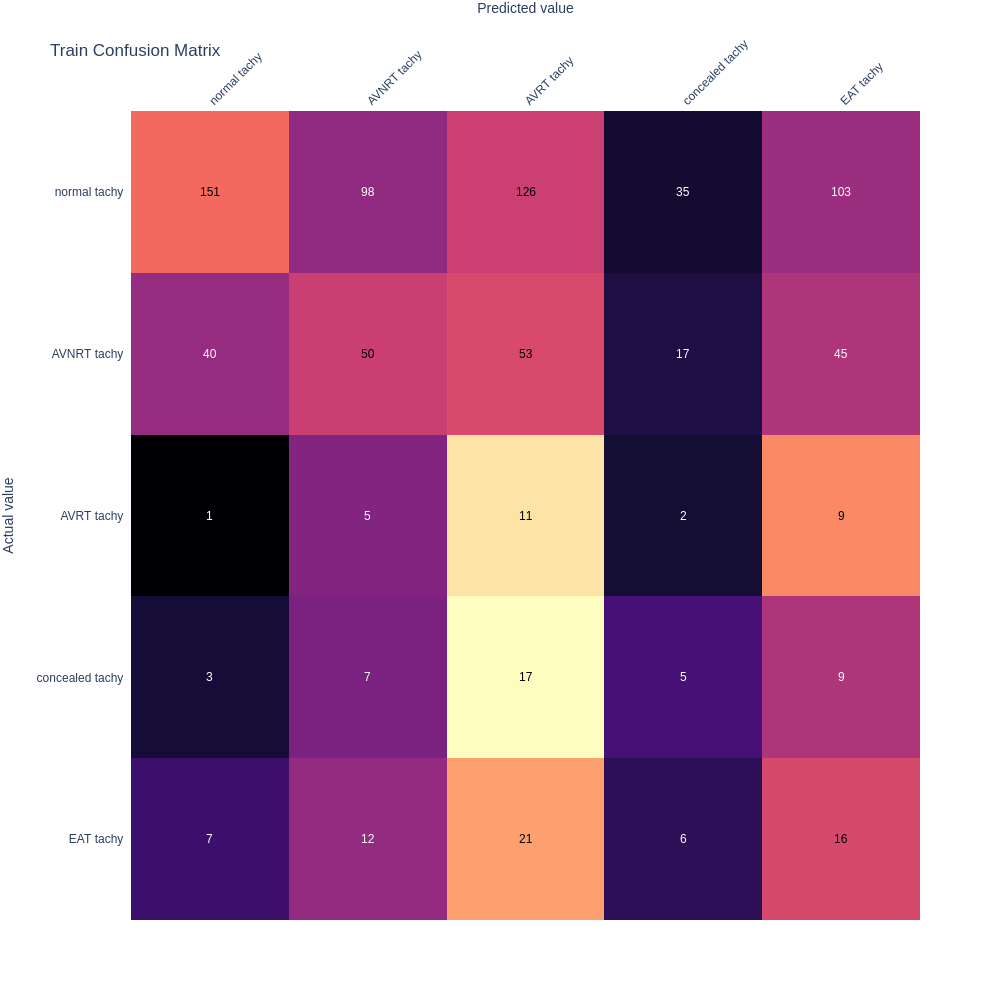 Predicted value
Train Confusion Matrix
normal tachy
AVNRT tachy
AVRT tachy
concealed tachy
EAT tachy
normal tachy 151 98 126 35 103
AVNRT tachy 40 50 53 17 45
AVRT tachy 1 5 11 2 9
concealed tachy 3 7 17 5 9
EAT tachy 7 12 21 6 16
Actual value